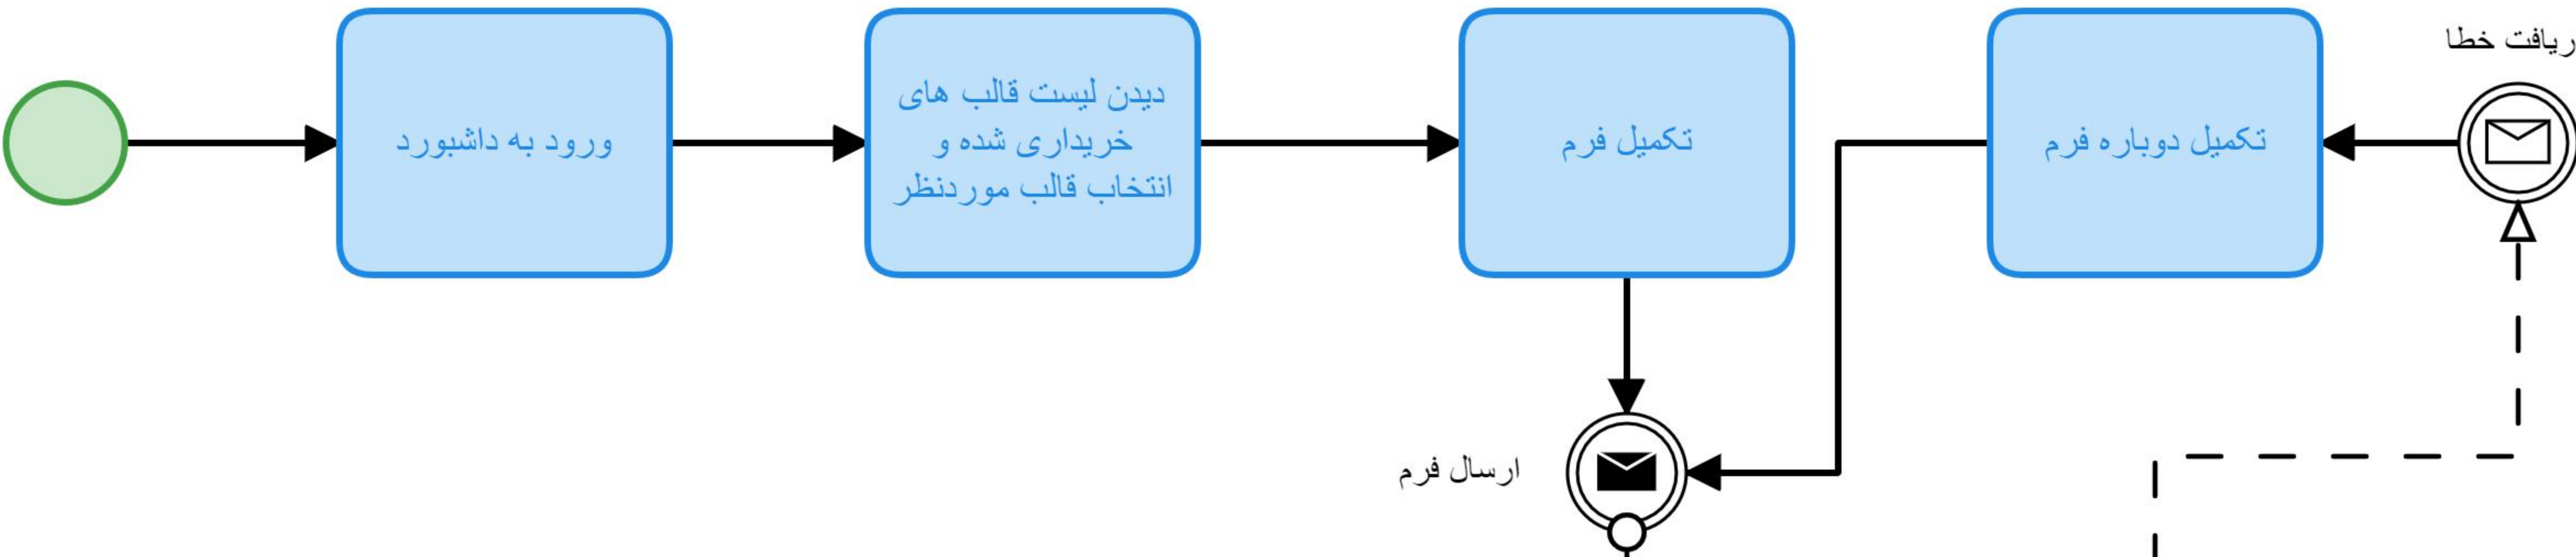 ورود به داشبورد
دیدن لیست قالب های
خریداری شده و
انتخاب قالب موردنظر
تکمیل فرم
تکمیل دوباره فرم
ریافت خطا
ارسال فرم